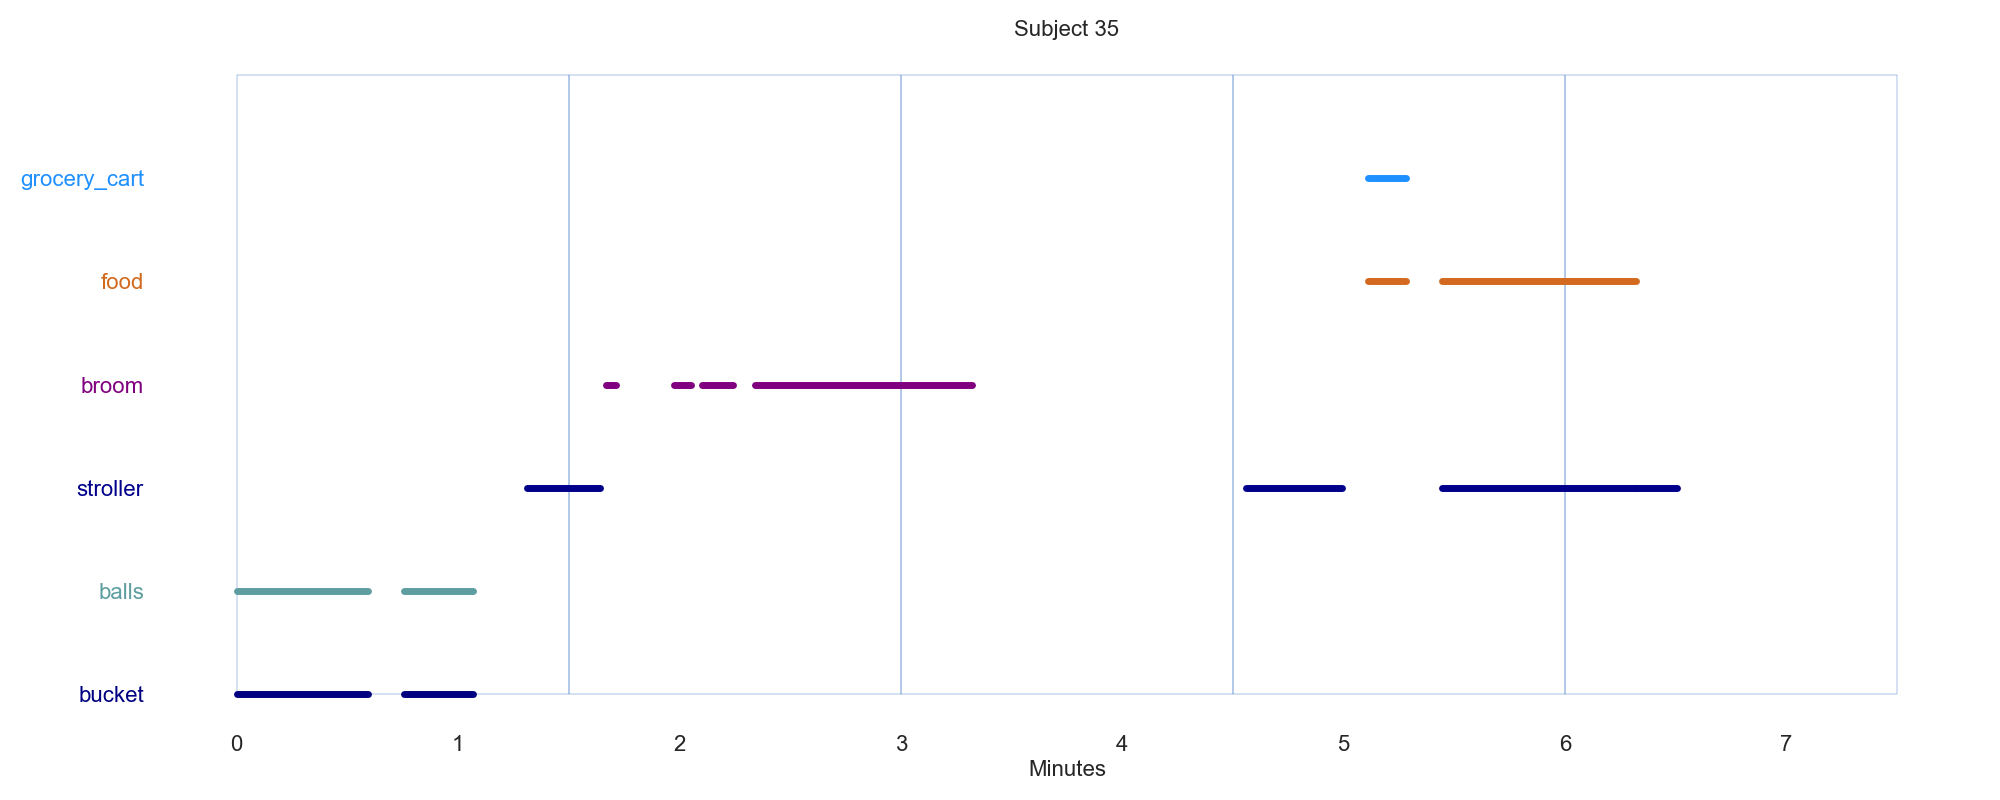 Subject 35
grocery_cart
food
broom
stroller
balls
bucket
0 1 2 3 4 5 6 7
Minutes